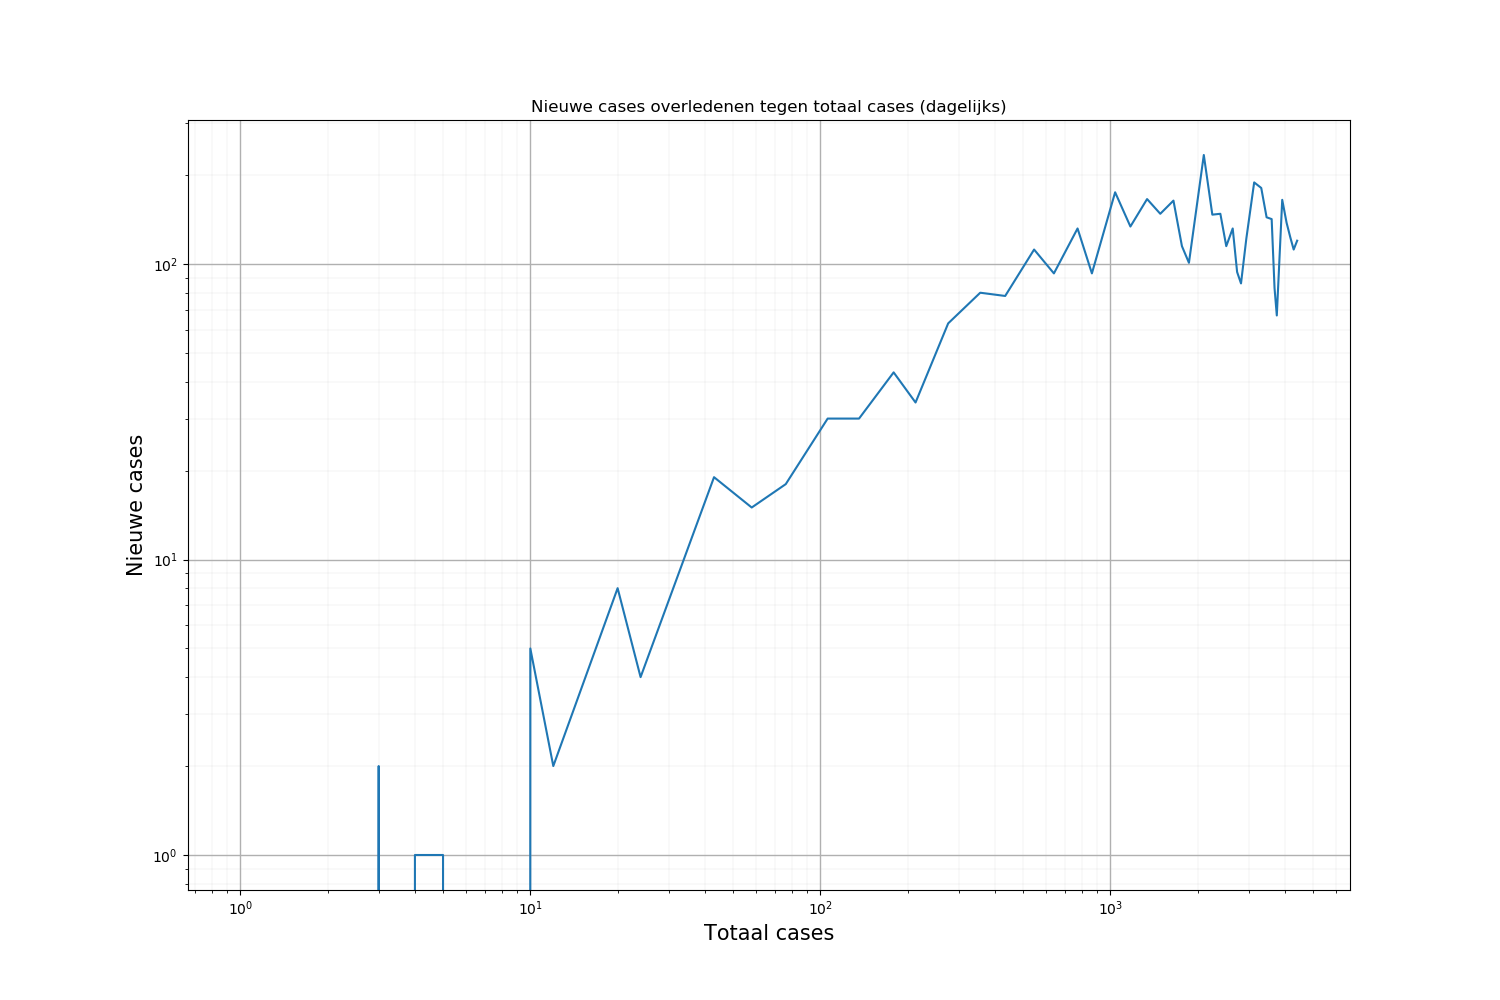 Nieuwe cases overledenen tegen totaal cases (dagelijks)
Nieuwe cases
10²
10¹
10⁰
10⁰ 10¹ 10² 10³
Totaal cases